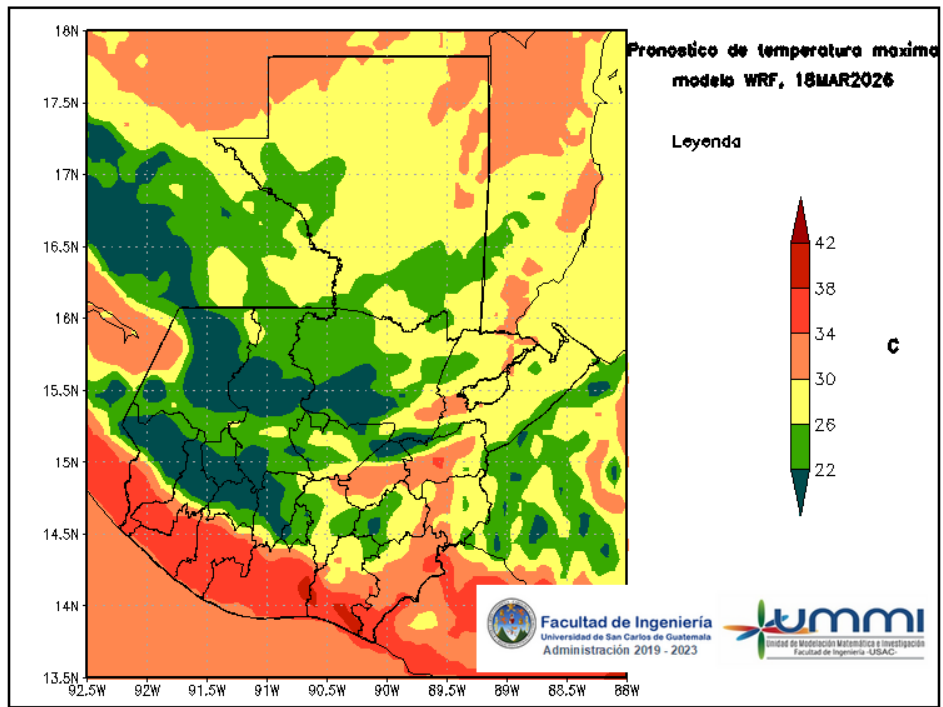 Pronostico de temperatura maxima
modelo WRF, 18MAR2026
Leyenda
42
38
34
30
26
22
C
18N
17.5N
17N
16.5N
16N
15.5N
15N
14.5N
14N
13.5N
92.5W
92W
91.5W
91W
90.5W
90W
89.5W
89W
88.5W
88W
Facultad de Ingeniería
Universidad de San Carlos de Guatemala
Administración 2019 - 2023
UMMI
Unidad de Modelación Matemática e Investigación
Facultad de Ingeniería -USAC-